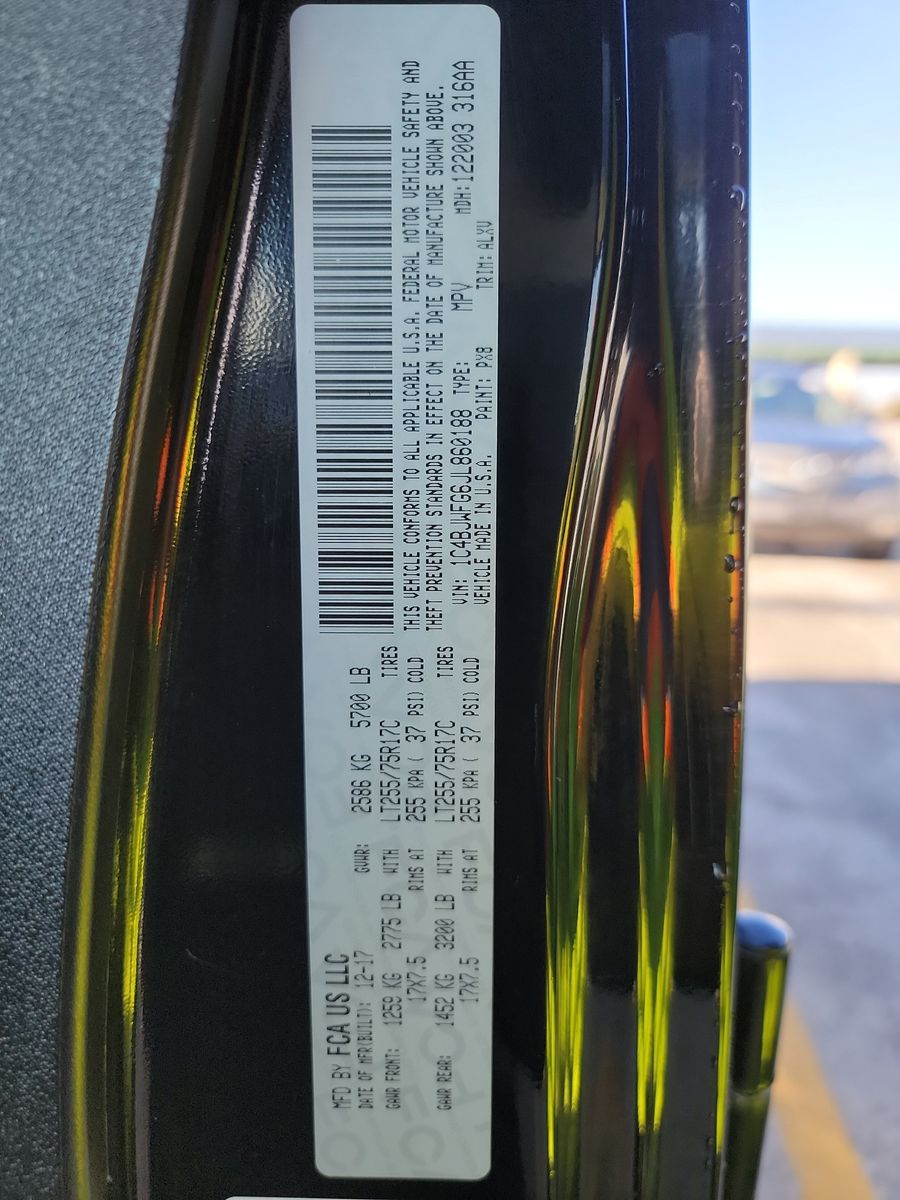 MFD BY FCA US LLC
DATE OF MFR(BUILT): 12-17 GVWR: 2586 KG 5700 LB
GAWR FRONT: 1259 KG 2775 LB WITH LT255/75R17C TIRES
17X7.5 RIMS AT 255 KPA ( 37 PSI) COLD
GAWR REAR: 1452 KG 3200 LB WITH LT255/75R17C TIRES
17X7.5 RIMS AT 255 KPA ( 37 PSI) COLD
THIS VEHICLE CONFORMS TO ALL APPLICABLE U.S.A. FEDERAL MOTOR VEHICLE SAFETY AND
THEFT PREVENTION STANDARDS IN EFFECT ON THE DATE OF MANUFACTURE SHOWN ABOVE.
VIN: 1C4BJWFG6JL860188 TYPE: MPV MDH:122003 316AA
VEHICLE MADE IN U.S.A. PAINT: PX8 TRIM: ALXV